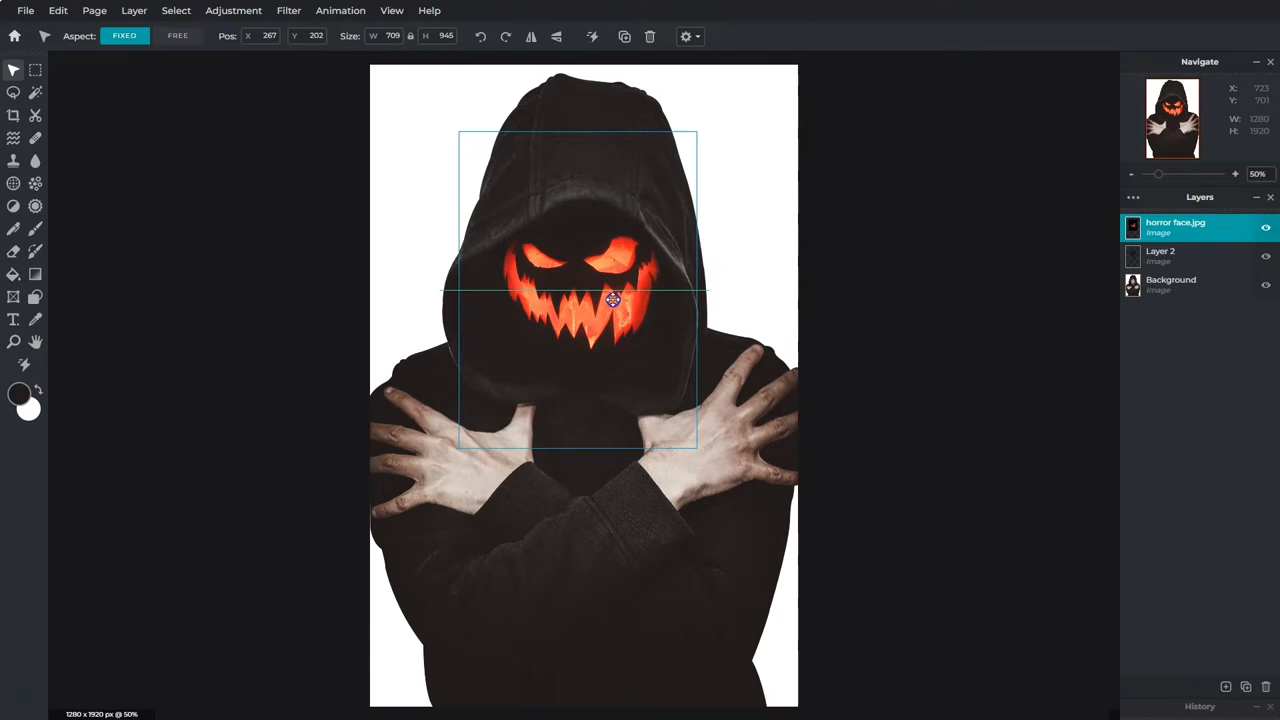 File Edit Page Layer Select Adjustment Filter Animation View Help
Aspect: FIXED FREE Pos: X 267 Y 202 Size: W 709 H 945
Navigate
X: 723
Y: 701
W: 1280
H: 1920
50%
Layers
horror face.jpg
Image
Layer 2
Image
Background
Image
History
1280 x 1920 px @ 50%